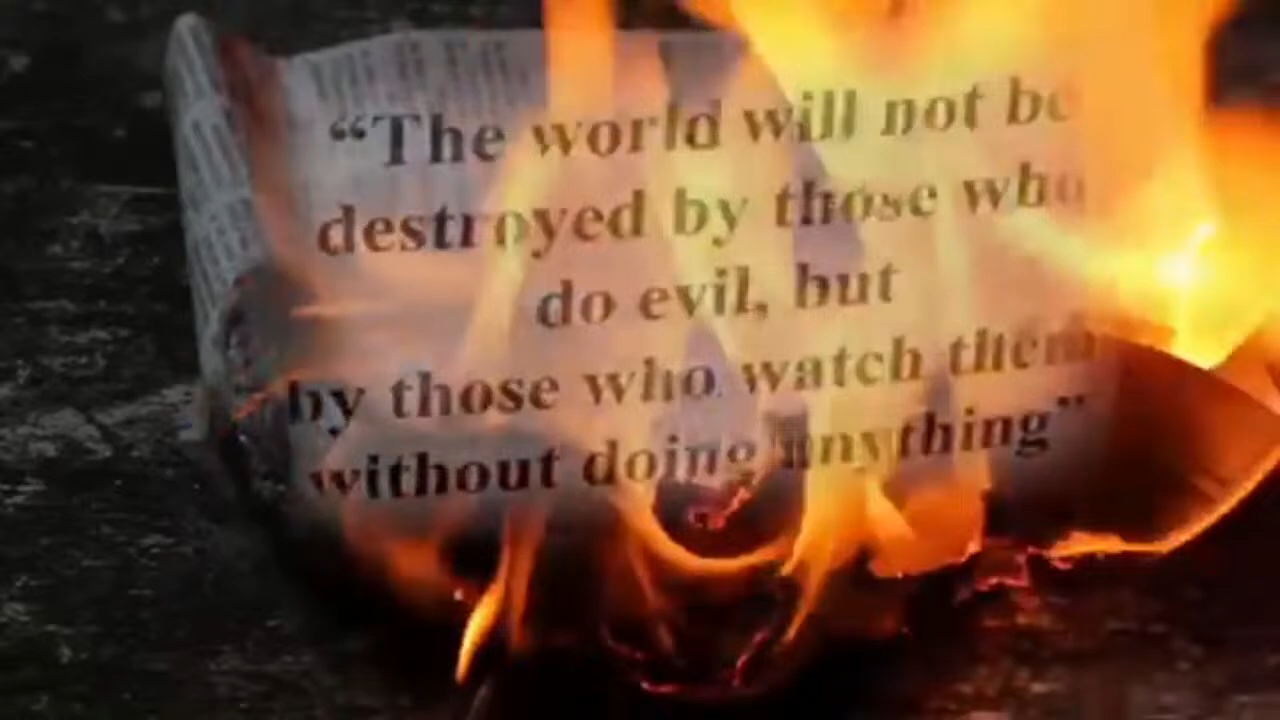 “The world will not be
destroyed by those who
do evil, but
by those who watch them
without doing anything”